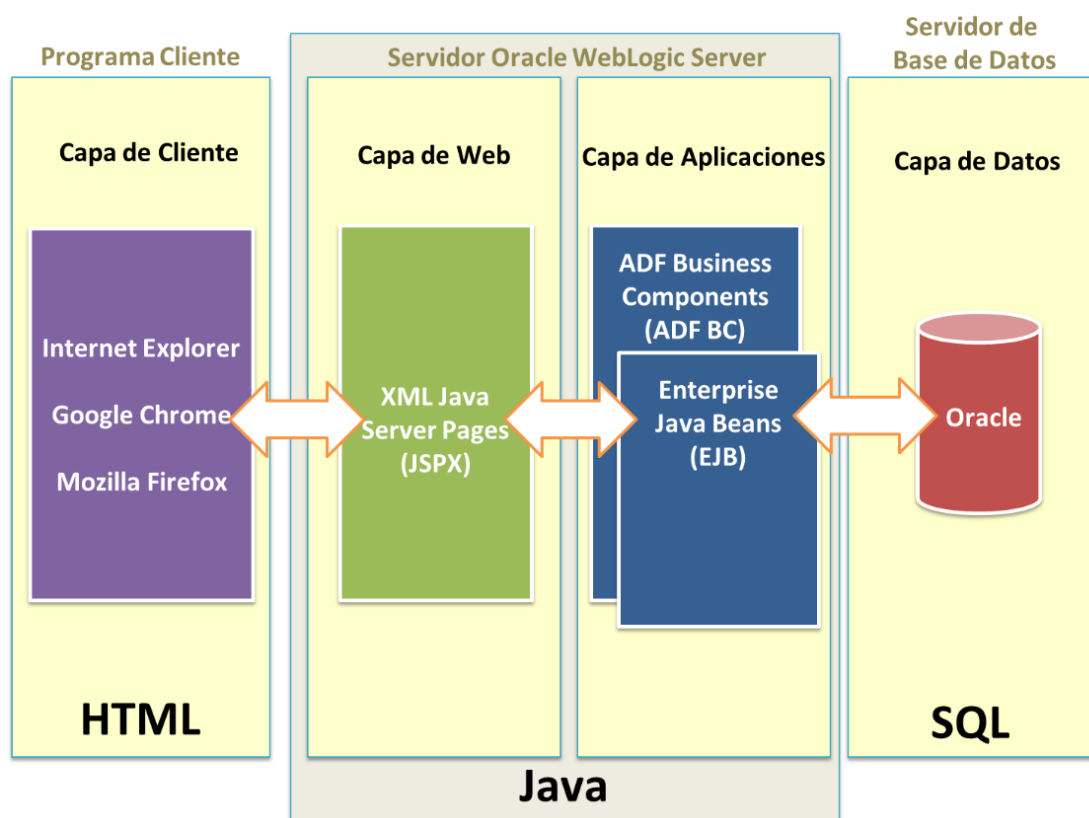 Programa Cliente
Servidor Oracle WebLogic Server
Servidor de
Base de Datos
Capa de Cliente
Capa de Web
Capa de Aplicaciones
Capa de Datos
Internet Explorer
Google Chrome
Mozilla Firefox
XML Java
Server Pages
(JSPX)
ADF Business
Components
(ADF BC)
Enterprise
Java Beans
(EJB)
Oracle
HTML
Java
SQL